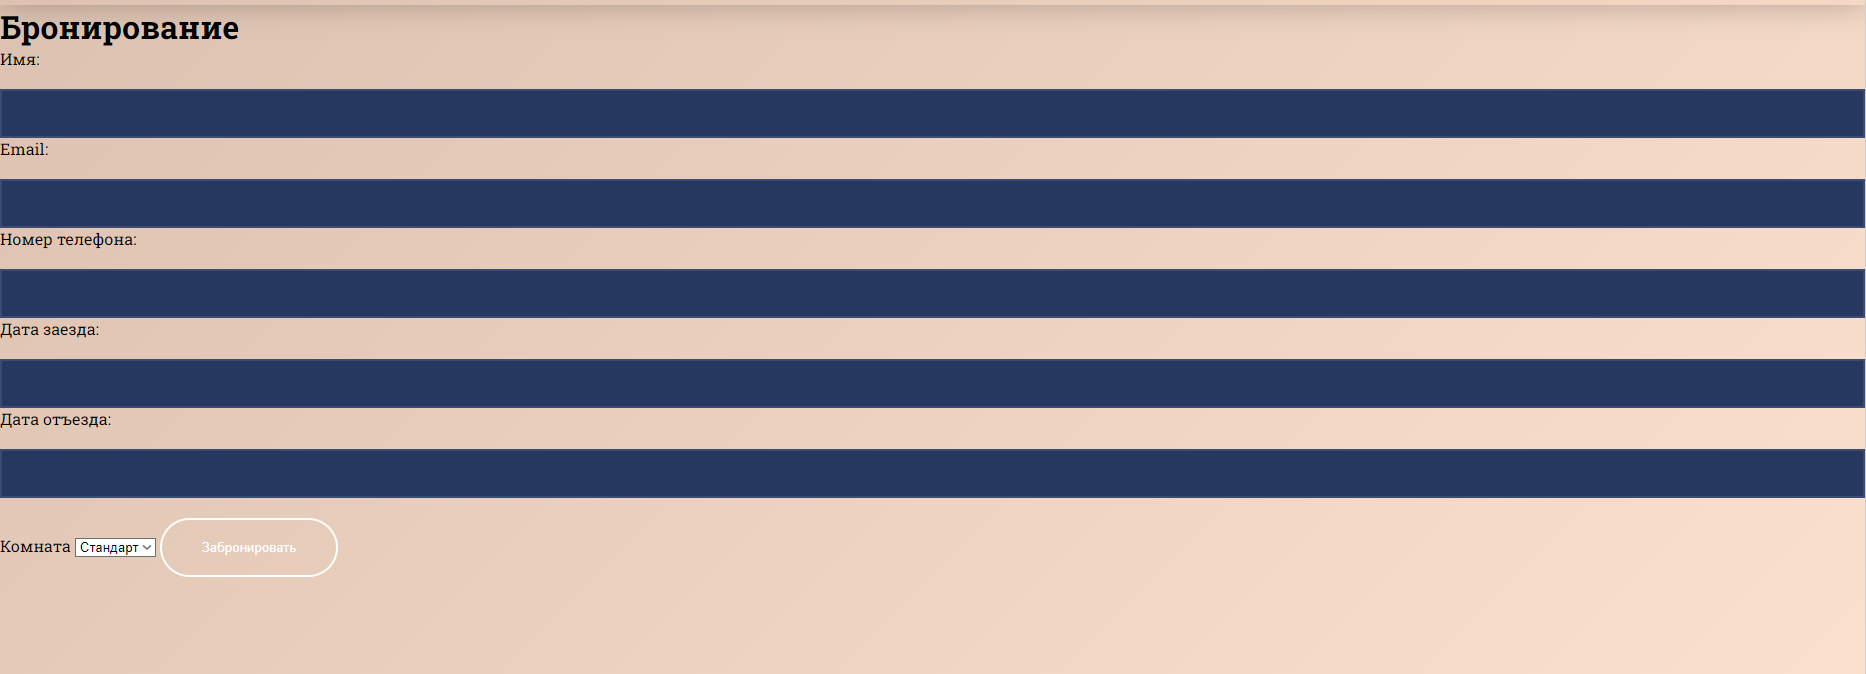 Бронирование
Имя:
Email:
Номер телефона:
Дата заезда:
Дата отъезда:
Комната Стандарт Забронировать